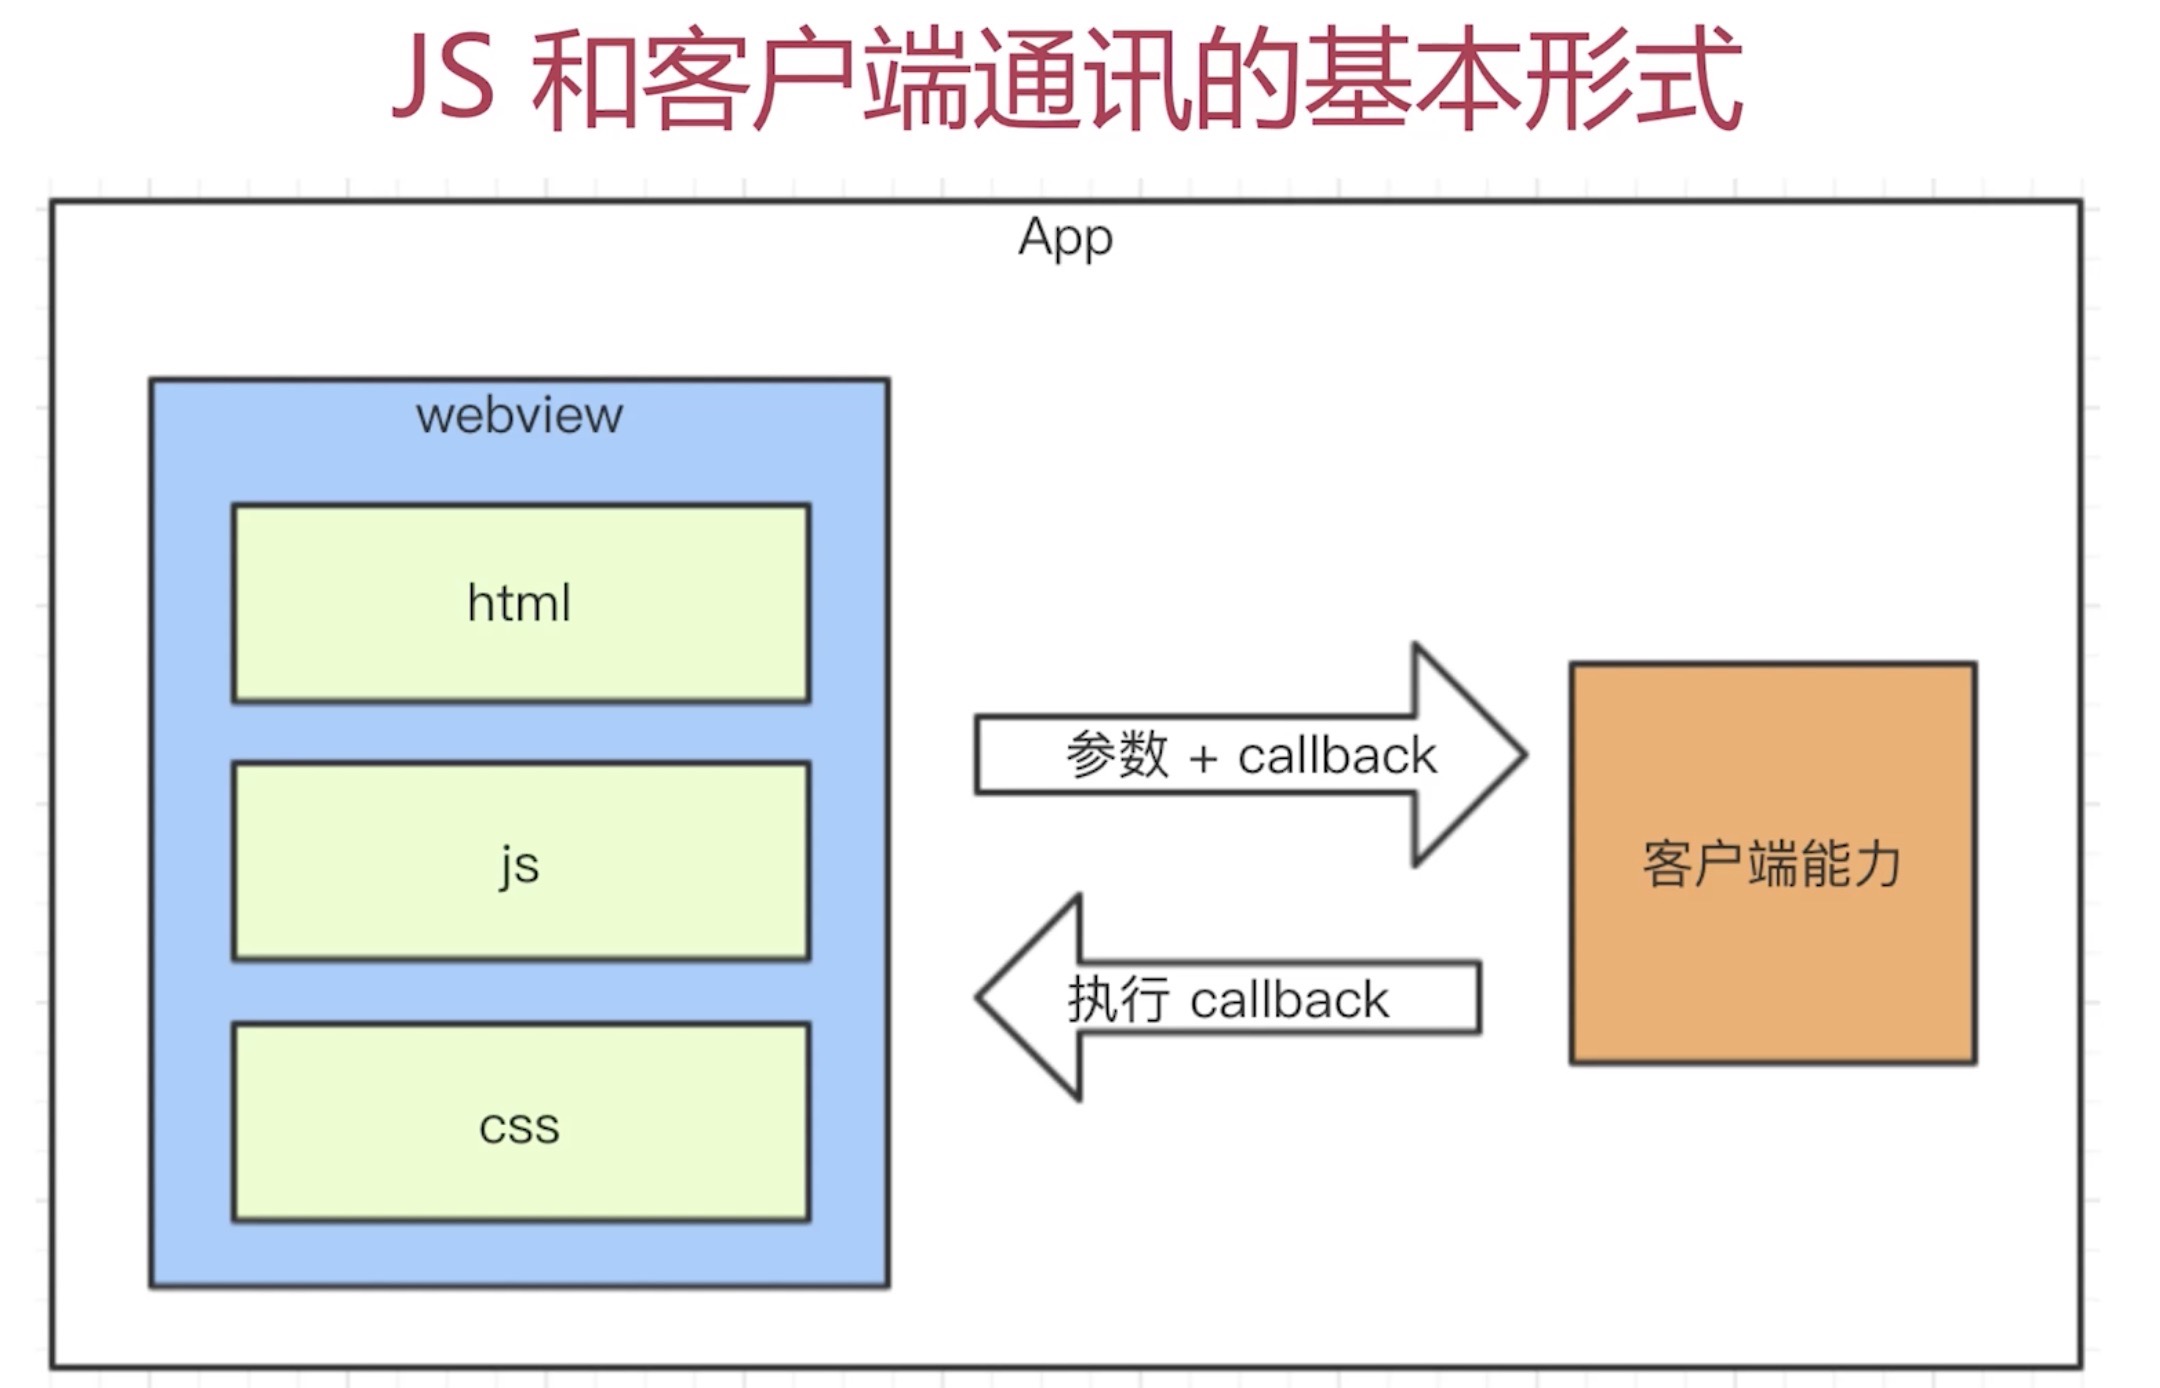 JS 和客户端通讯的基本形式
App
webview
html
js
css
参数 + callback
执行 callback
客户端能力